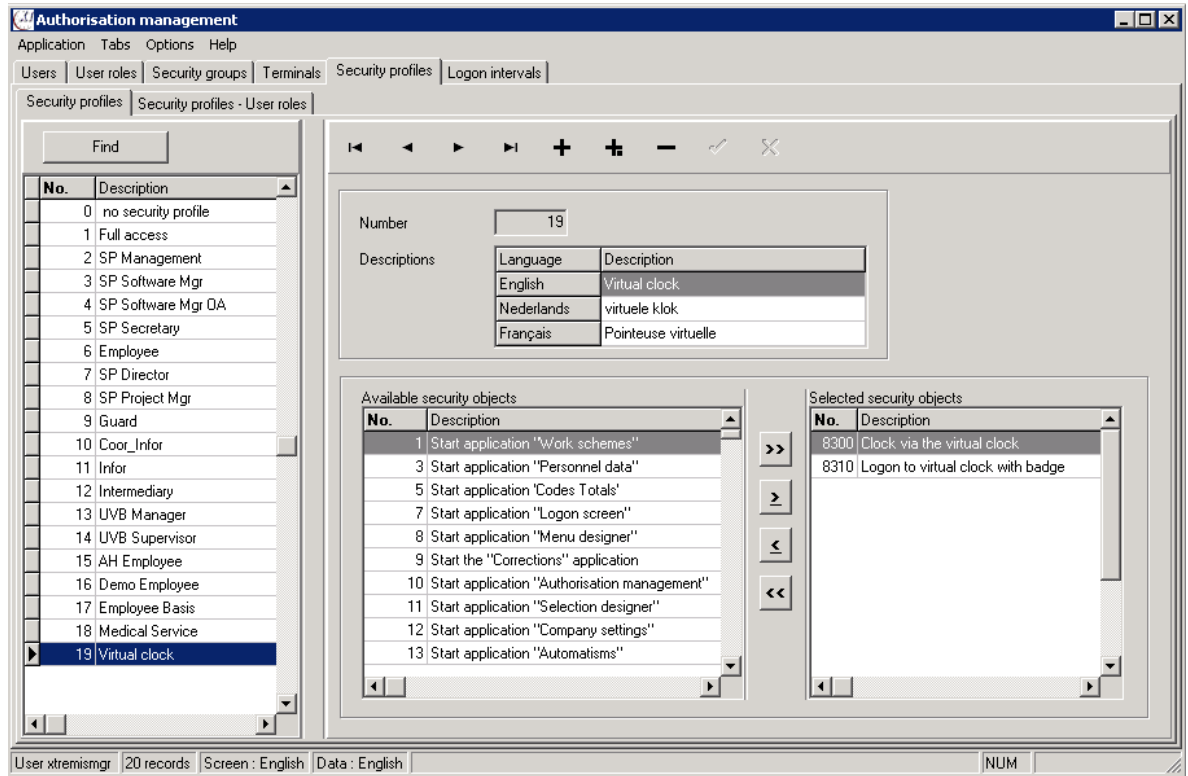 Authorisation management
Application Tabs Options Help
Users User roles Security groups Terminals Security profiles Logon intervals
Security profiles Security profiles - User roles
Find
No. Description
0 no security profile
1 Full access
2 SP Management
3 SP Software Mgr
4 SP Software Mgr OA
5 SP Secretary
6 Employee
7 SP Director
8 SP Project Mgr
9 Guard
10 Coor_Infor
11 Infor
12 Intermediary
13 UVB Manager
14 UVB Supervisor
15 AH Employee
16 Demo Employee
17 Employee Basis
18 Medical Service
19 Virtual clock
Number 19
Descriptions
Language Description
English Virtual clock
Nederlands virtuele klok
Français Pointeuse virtuelle
Available security objects
No. Description
1 Start application "Work schemes"
3 Start application "Personnel data"
5 Start application 'Codes Totals'
7 Start application "Logon screen"
8 Start application "Menu designer"
9 Start the "Corrections" application
10 Start application "Authorisation management"
11 Start application "Selection designer"
12 Start application "Company settings"
13 Start application "Automatisms"
>>
>
<
<<
Selected security objects
No. Description
8300 Clock via the virtual clock
8310 Logon to virtual clock with badge
User xtremismgr 20 records Screen : English Data : English NUM